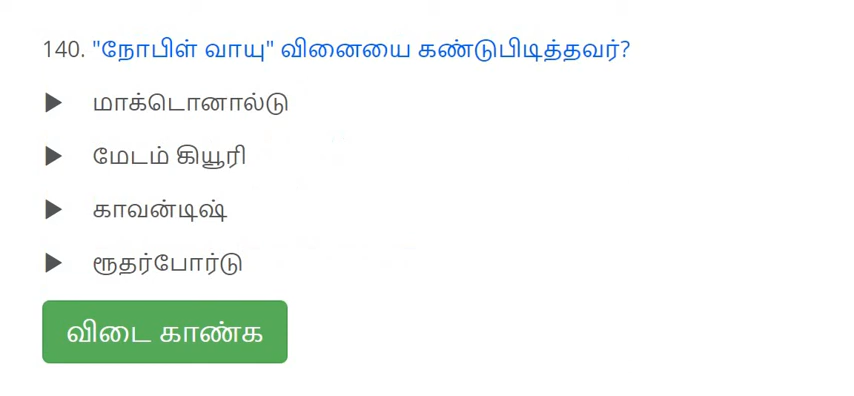 140. "நோபிள் வாயு" வினையை கண்டுபிடித்தவர்?
▶ மாக்டொனால்டு
▶ மேடம் கியூரி
▶ காவன்டிஷ்
▶ ரூதர்போர்டு
விடை காண்க